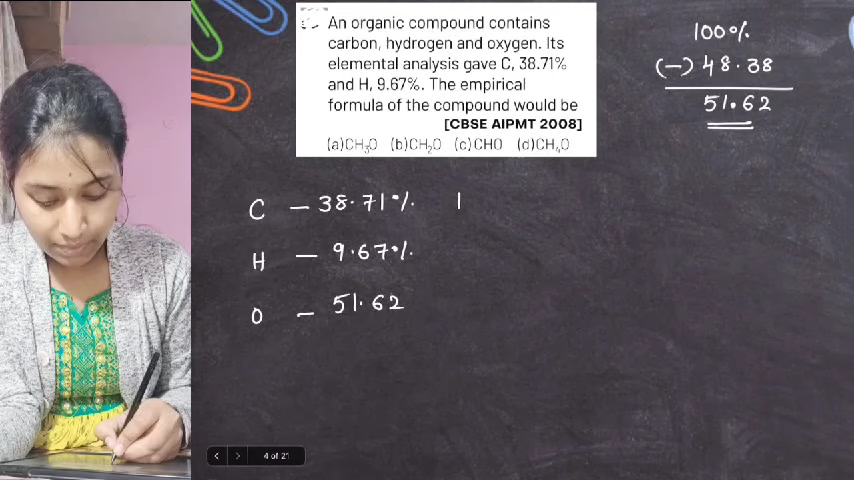 An organic compound contains
carbon, hydrogen and oxygen. Its
elemental analysis gave C, 38.71%
and H, 9.67%. The empirical
formula of the compound would be
[CBSE AIPMT 2008]
(a)CH₃O (b)CH₂O (c)CHO (d)CH₄O
100%
(−) 48.38
51.62
C − 38.71% 1
H − 9.67%
O − 51.62
4 of 21